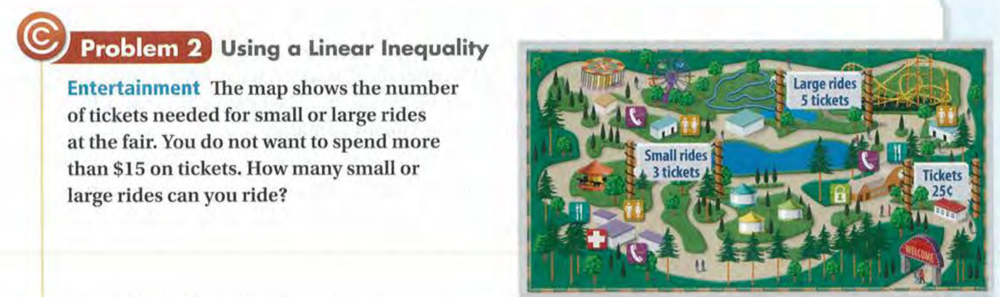 Problem 2 Using a Linear Inequality
Entertainment The map shows the number
of tickets needed for small or large rides
at the fair. You do not want to spend more
than $15 on tickets. How many small or
large rides can you ride?
Large rides
5 tickets
Small rides
3 tickets
Tickets
25¢
WELCOME